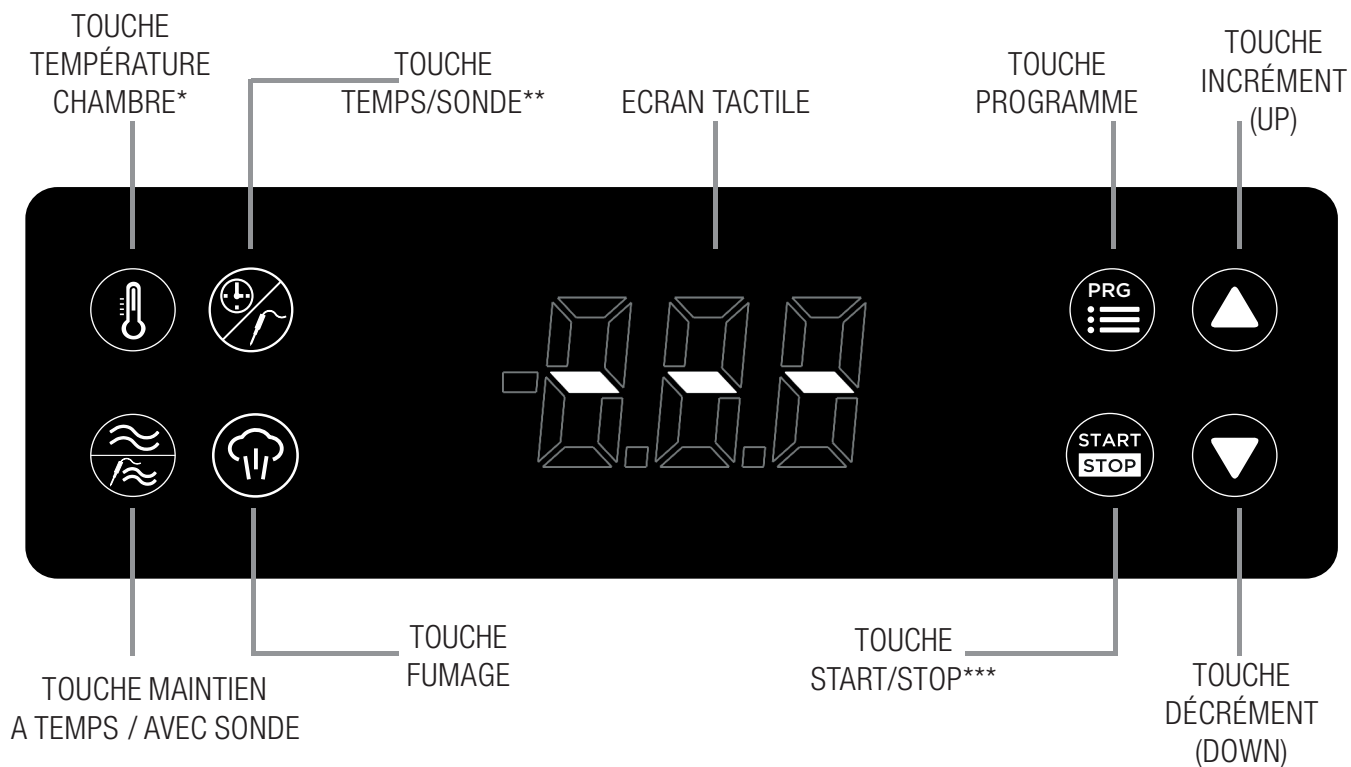 TOUCHE
TEMPÉRATURE
CHAMBRE*
TOUCHE
TEMPS/SONDE**
ECRAN TACTILE
TOUCHE
PROGRAMME
TOUCHE
INCRÉMENT
(UP)
PRG
START
STOP
TOUCHE MAINTIEN
A TEMPS / AVEC SONDE
TOUCHE
FUMAGE
TOUCHE
START/STOP***
TOUCHE
DÉCRÉMENT
(DOWN)